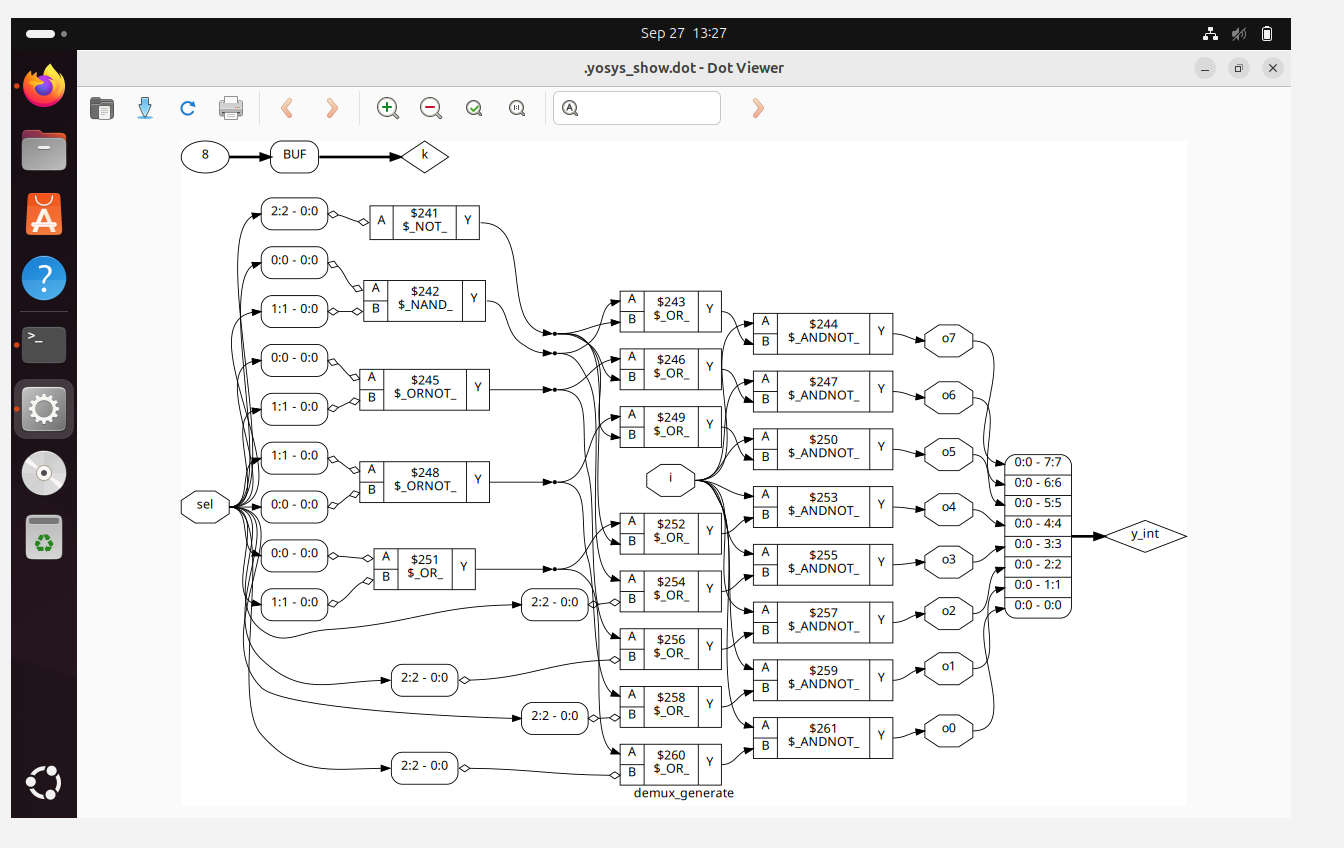 Sep 27 13:27
.yosys_show.dot - Dot Viewer
8
BUF
k
2:2 - 0:0
A
$241
$_NOT_
Y
0:0 - 0:0
1:1 - 0:0
A
B
$242
$_NAND_
Y
0:0 - 0:0
1:1 - 0:0
A
B
$245
$_ORNOT_
Y
1:1 - 0:0
0:0 - 0:0
A
B
$248
$_ORNOT_
Y
sel
0:0 - 0:0
1:1 - 0:0
A
B
$251
$_OR_
Y
2:2 - 0:0
2:2 - 0:0
2:2 - 0:0
2:2 - 0:0
A
B
$243
$_OR_
Y
A
B
$246
$_OR_
Y
A
B
$249
$_OR_
Y
i
A
B
$252
$_OR_
Y
A
B
$254
$_OR_
Y
A
B
$256
$_OR_
Y
A
B
$258
$_OR_
Y
A
B
$260
$_OR_
Y
A
B
$244
$_ANDNOT_
Y
A
B
$247
$_ANDNOT_
Y
A
B
$250
$_ANDNOT_
Y
A
B
$253
$_ANDNOT_
Y
A
B
$255
$_ANDNOT_
Y
A
B
$257
$_ANDNOT_
Y
A
B
$259
$_ANDNOT_
Y
A
B
$261
$_ANDNOT_
Y
o7
o6
o5
o4
o3
o2
o1
o0
0:0 - 7:7
0:0 - 6:6
0:0 - 5:5
0:0 - 4:4
0:0 - 3:3
0:0 - 2:2
0:0 - 1:1
0:0 - 0:0
y_int
demux_generate